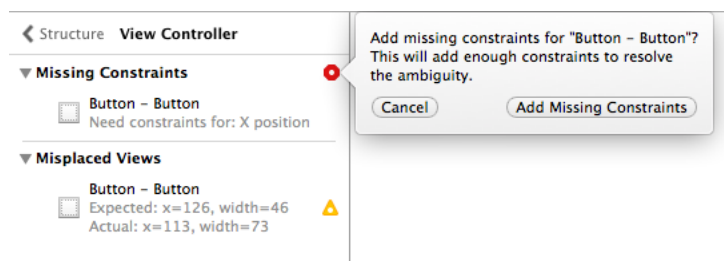 Structure View Controller
Missing Constraints
Button – Button
Need constraints for: X position
Misplaced Views
Button – Button
Expected: x=126, width=46
Actual: x=113, width=73
Add missing constraints for "Button – Button"?
This will add enough constraints to resolve
the ambiguity.
Cancel Add Missing Constraints